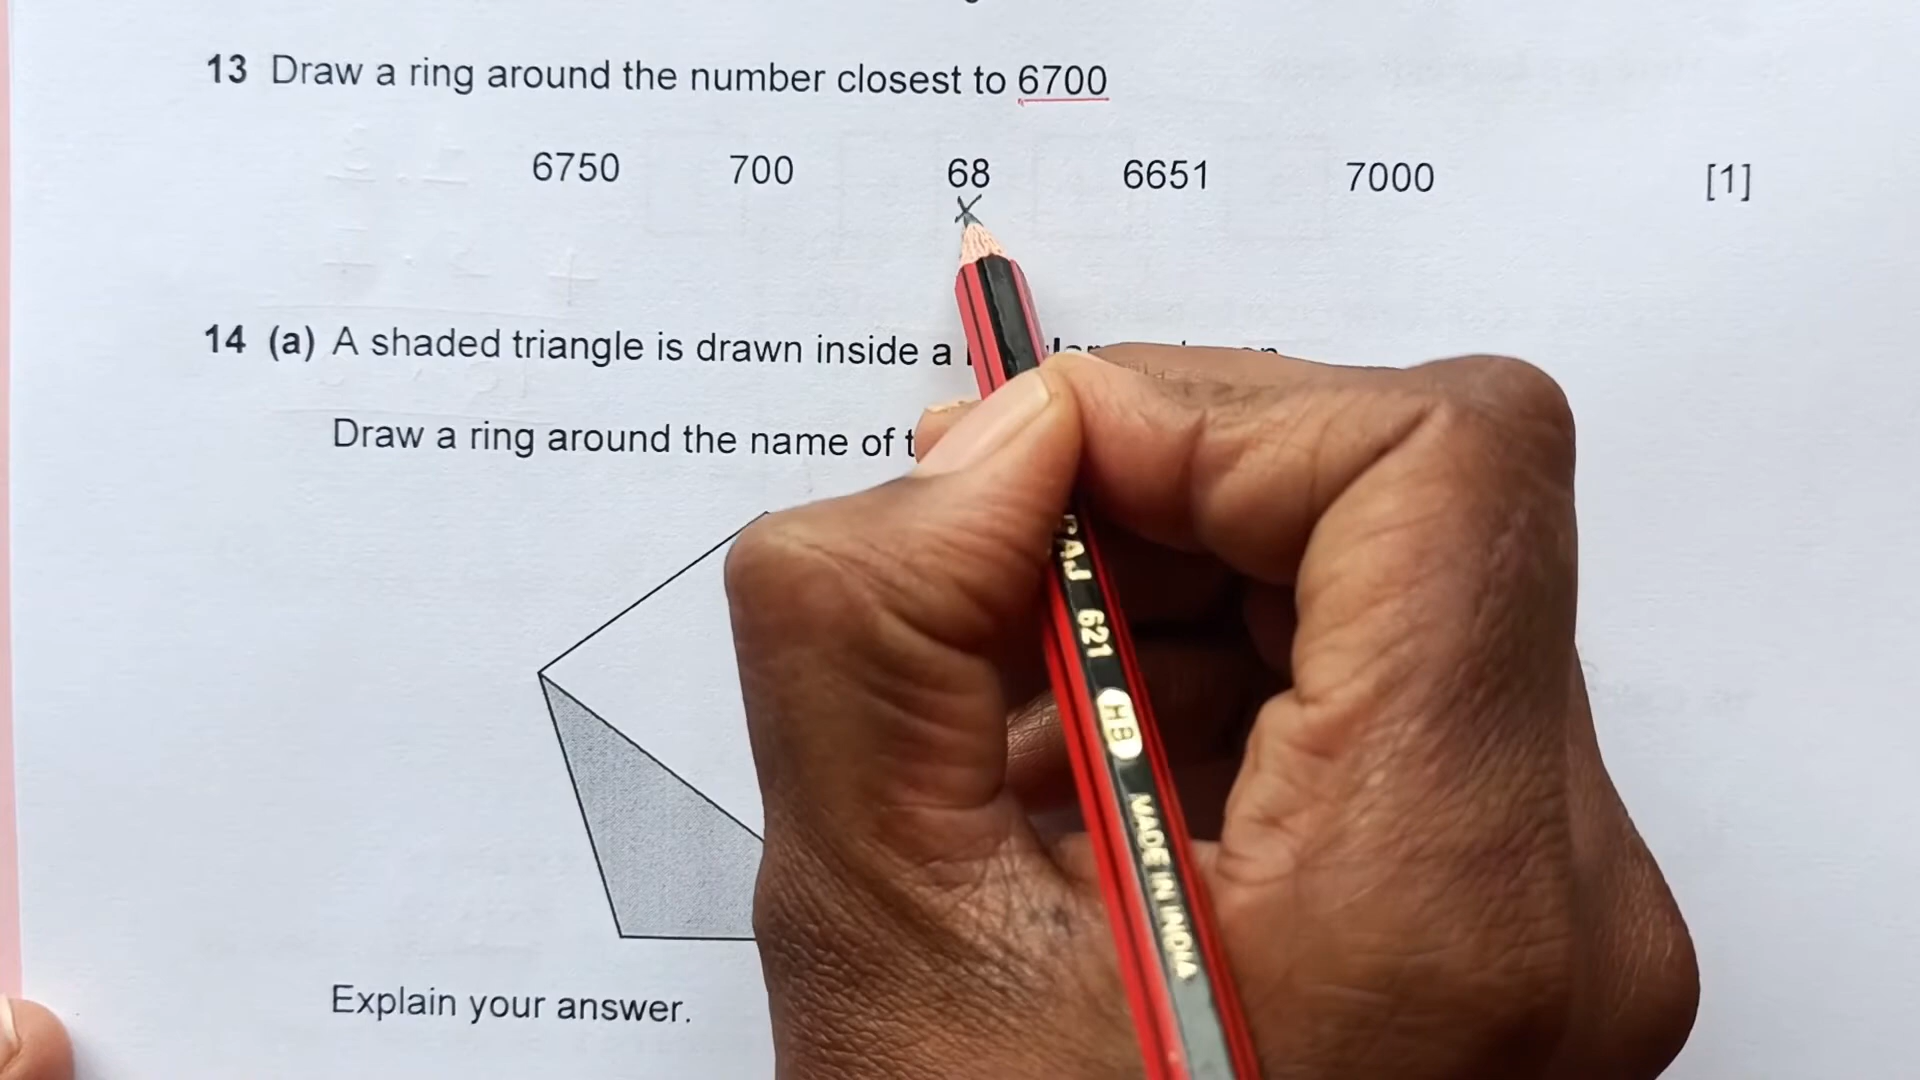 13 Draw a ring around the number closest to 6700
6750 700 68 6651 7000 [1]
14 (a) A shaded triangle is drawn inside a
Draw a ring around the name of
Explain your answer.
621 HB MADE IN INDIA